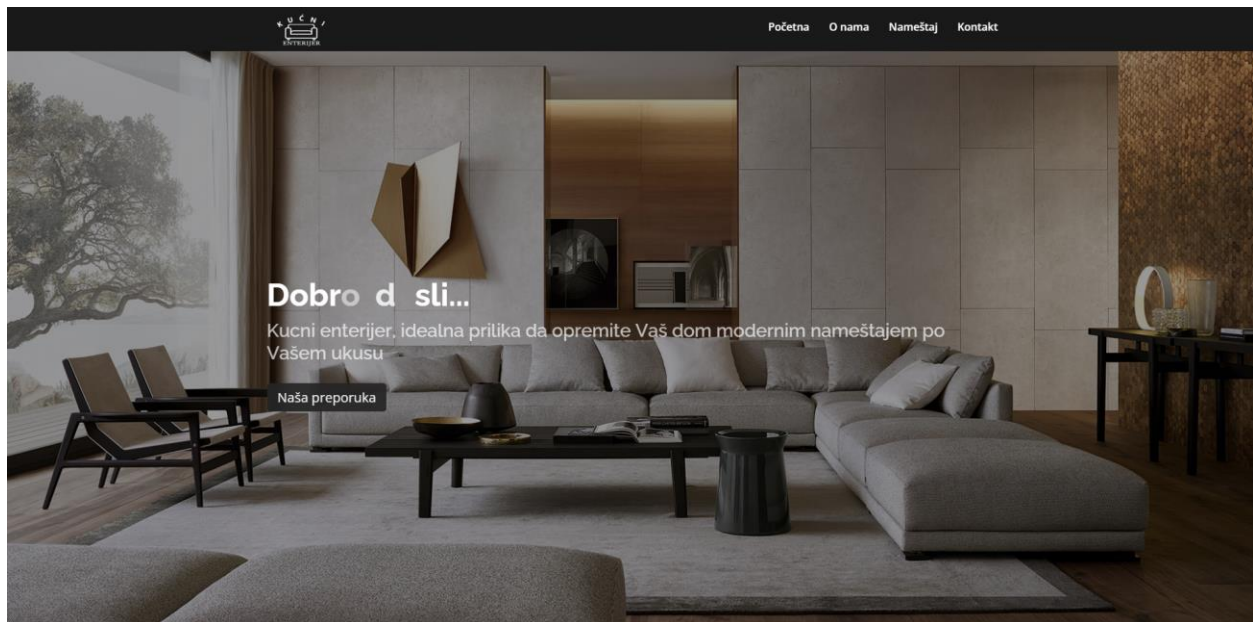 KUĆNI
ENTERIJER
Početna O nama Nameštaj Kontakt
Dobro d sli...
Kucni enterijer, idealna prilika da opremite Vaš dom modernim nameštajem po
Vašem ukusu
Naša preporuka